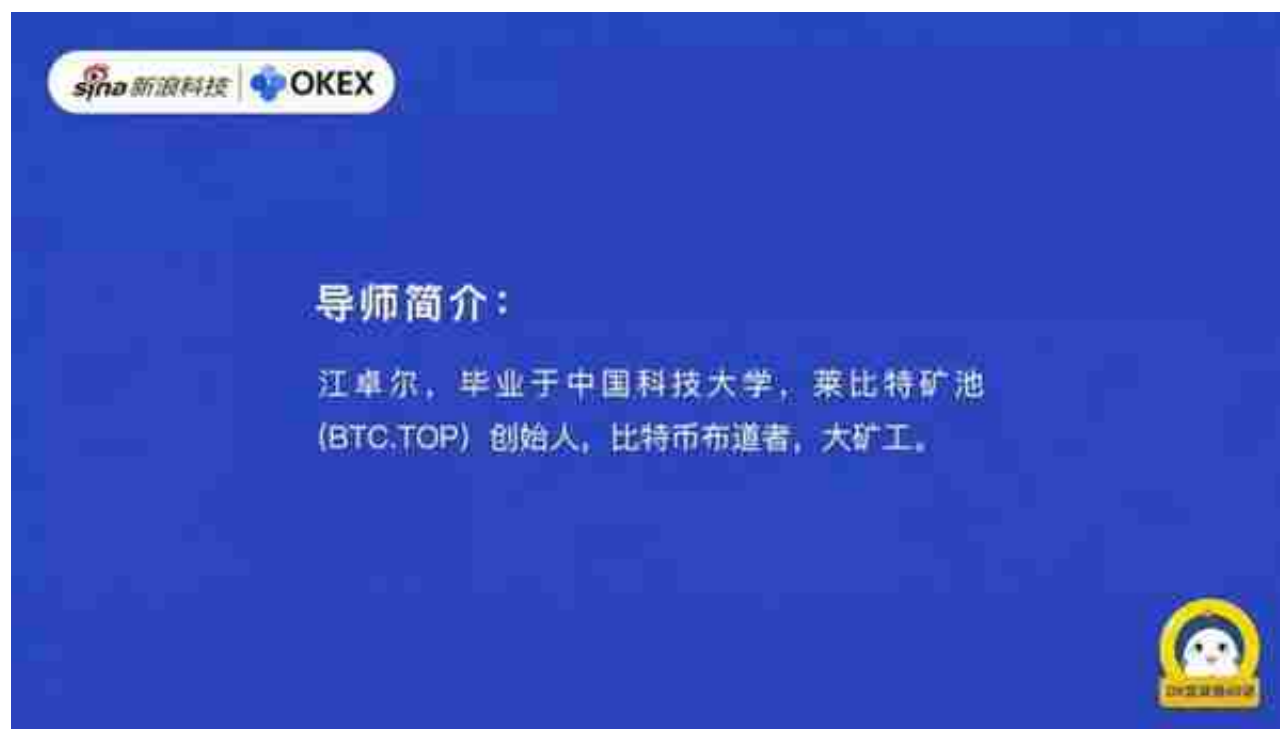 sina新浪科技 OKEX
导师简介：
江卓尔，毕业于中国科技大学，莱比特矿池
(BTC.TOP) 创始人，比特币布道者，大矿工。